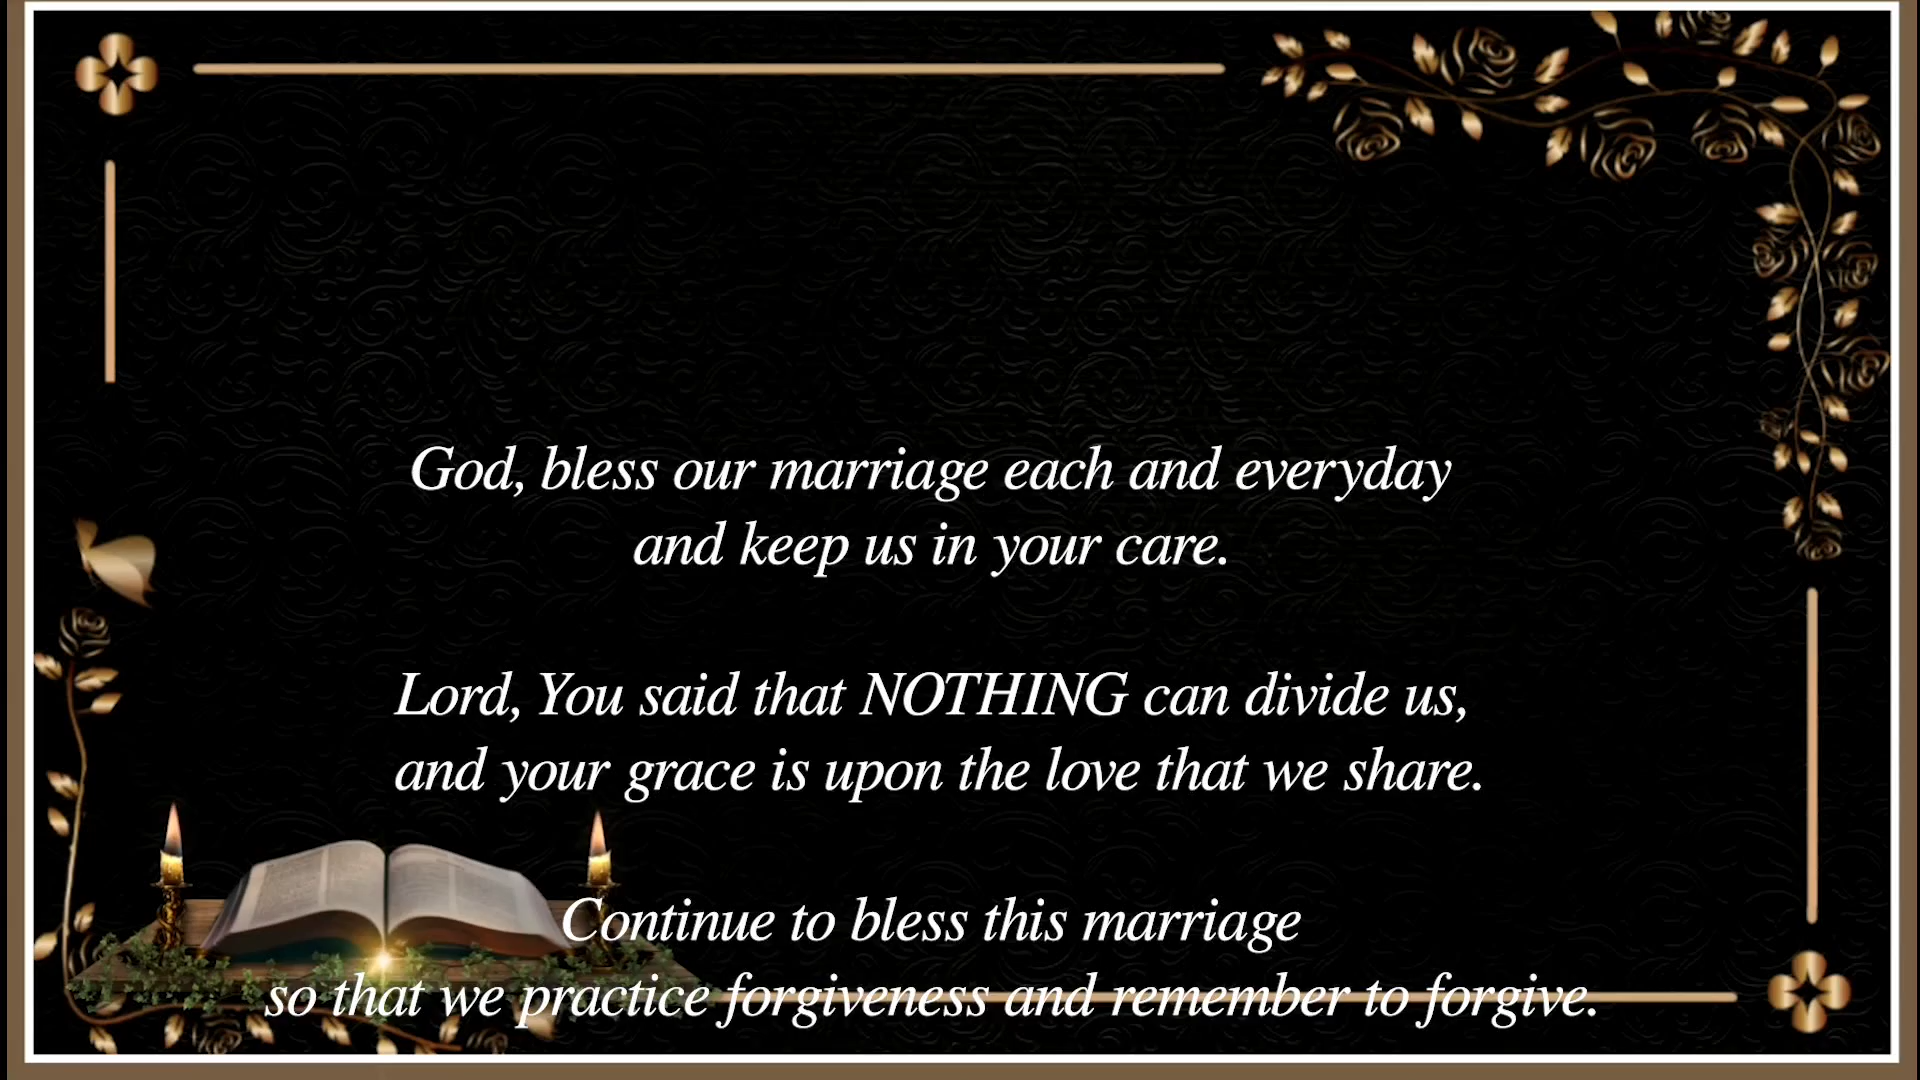 God, bless our marriage each and everyday
and keep us in your care.
Lord, You said that NOTHING can divide us,
and your grace is upon the love that we share.
Continue to bless this marriage
so that we practice forgiveness and remember to forgive.